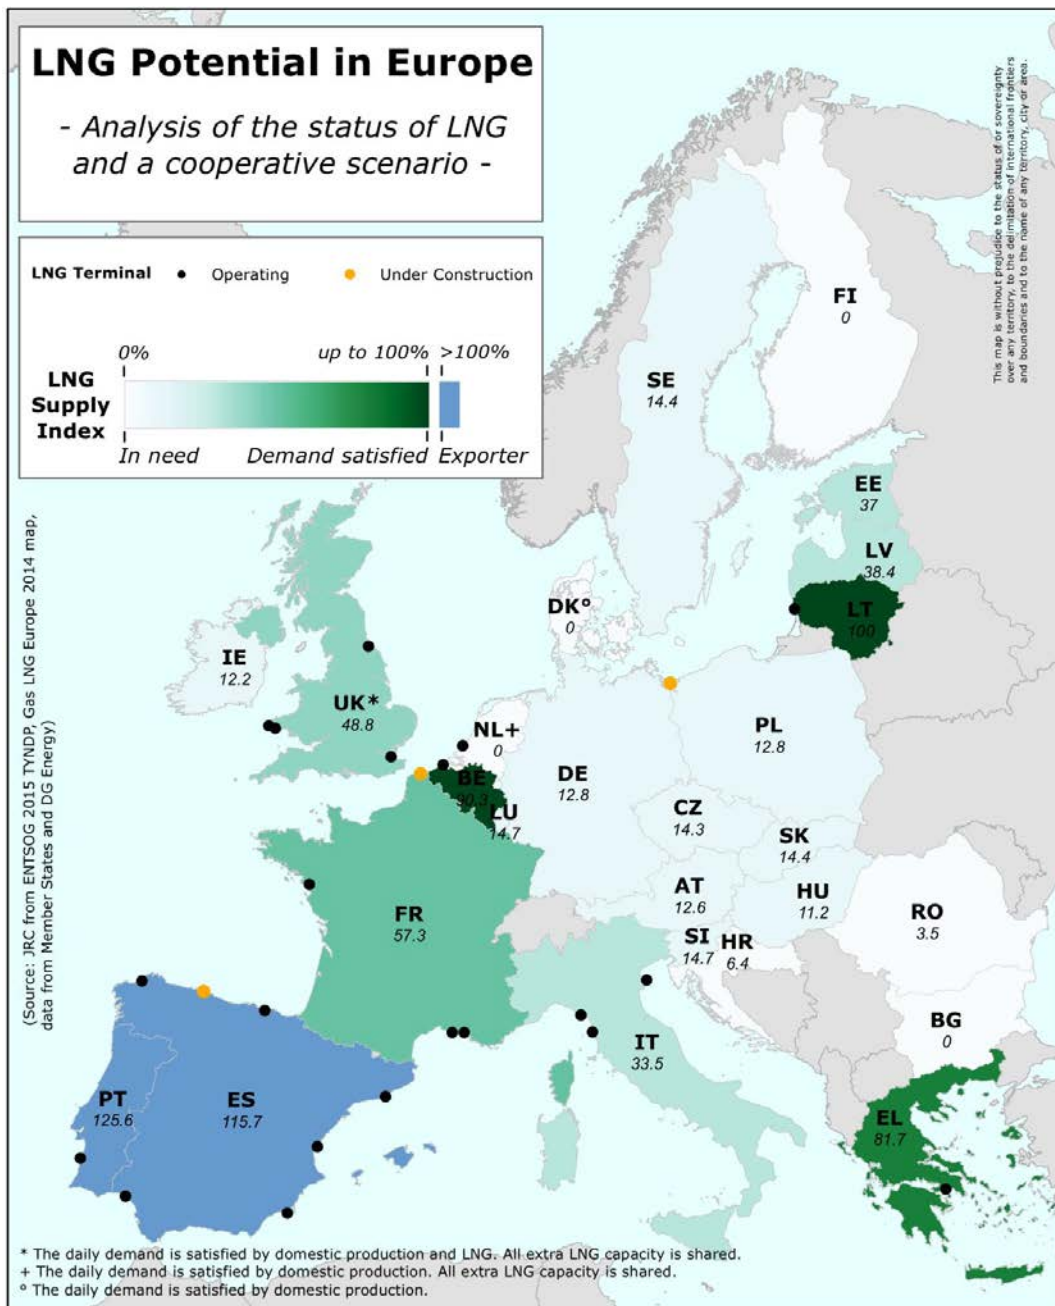 LNG Potential in Europe
- Analysis of the status of LNG
and a cooperative scenario -
This map is without prejudice to the status of or sovereignty
over any territory, to the delimitation of international frontiers
and boundaries and to the name of any territory, city or area.
LNG Terminal
Operating
Under Construction
0%
up to 100%
>100%
LNG
Supply
Index
In need
Demand satisfied
Exporter
(Source: JRC from ENTSOG 2015 TYNDP, Gas LNG Europe 2014 map,
data from Member States and DG Energy)
FI
0
SE
14.4
EE
37
LV
38.4
LT
100
DK°
0
IE
12.2
UK*
48.8
NL+
0
PL
12.8
BE
90.3
DE
12.8
LU
14.7
CZ
14.3
SK
14.4
AT
12.6
HU
11.2
FR
57.3
RO
3.5
SI
14.7
HR
6.4
BG
0
IT
33.5
PT
125.6
ES
115.7
EL
81.7
* The daily demand is satisfied by domestic production and LNG. All extra LNG capacity is shared.
+ The daily demand is satisfied by domestic production. All extra LNG capacity is shared.
° The daily demand is satisfied by domestic production.